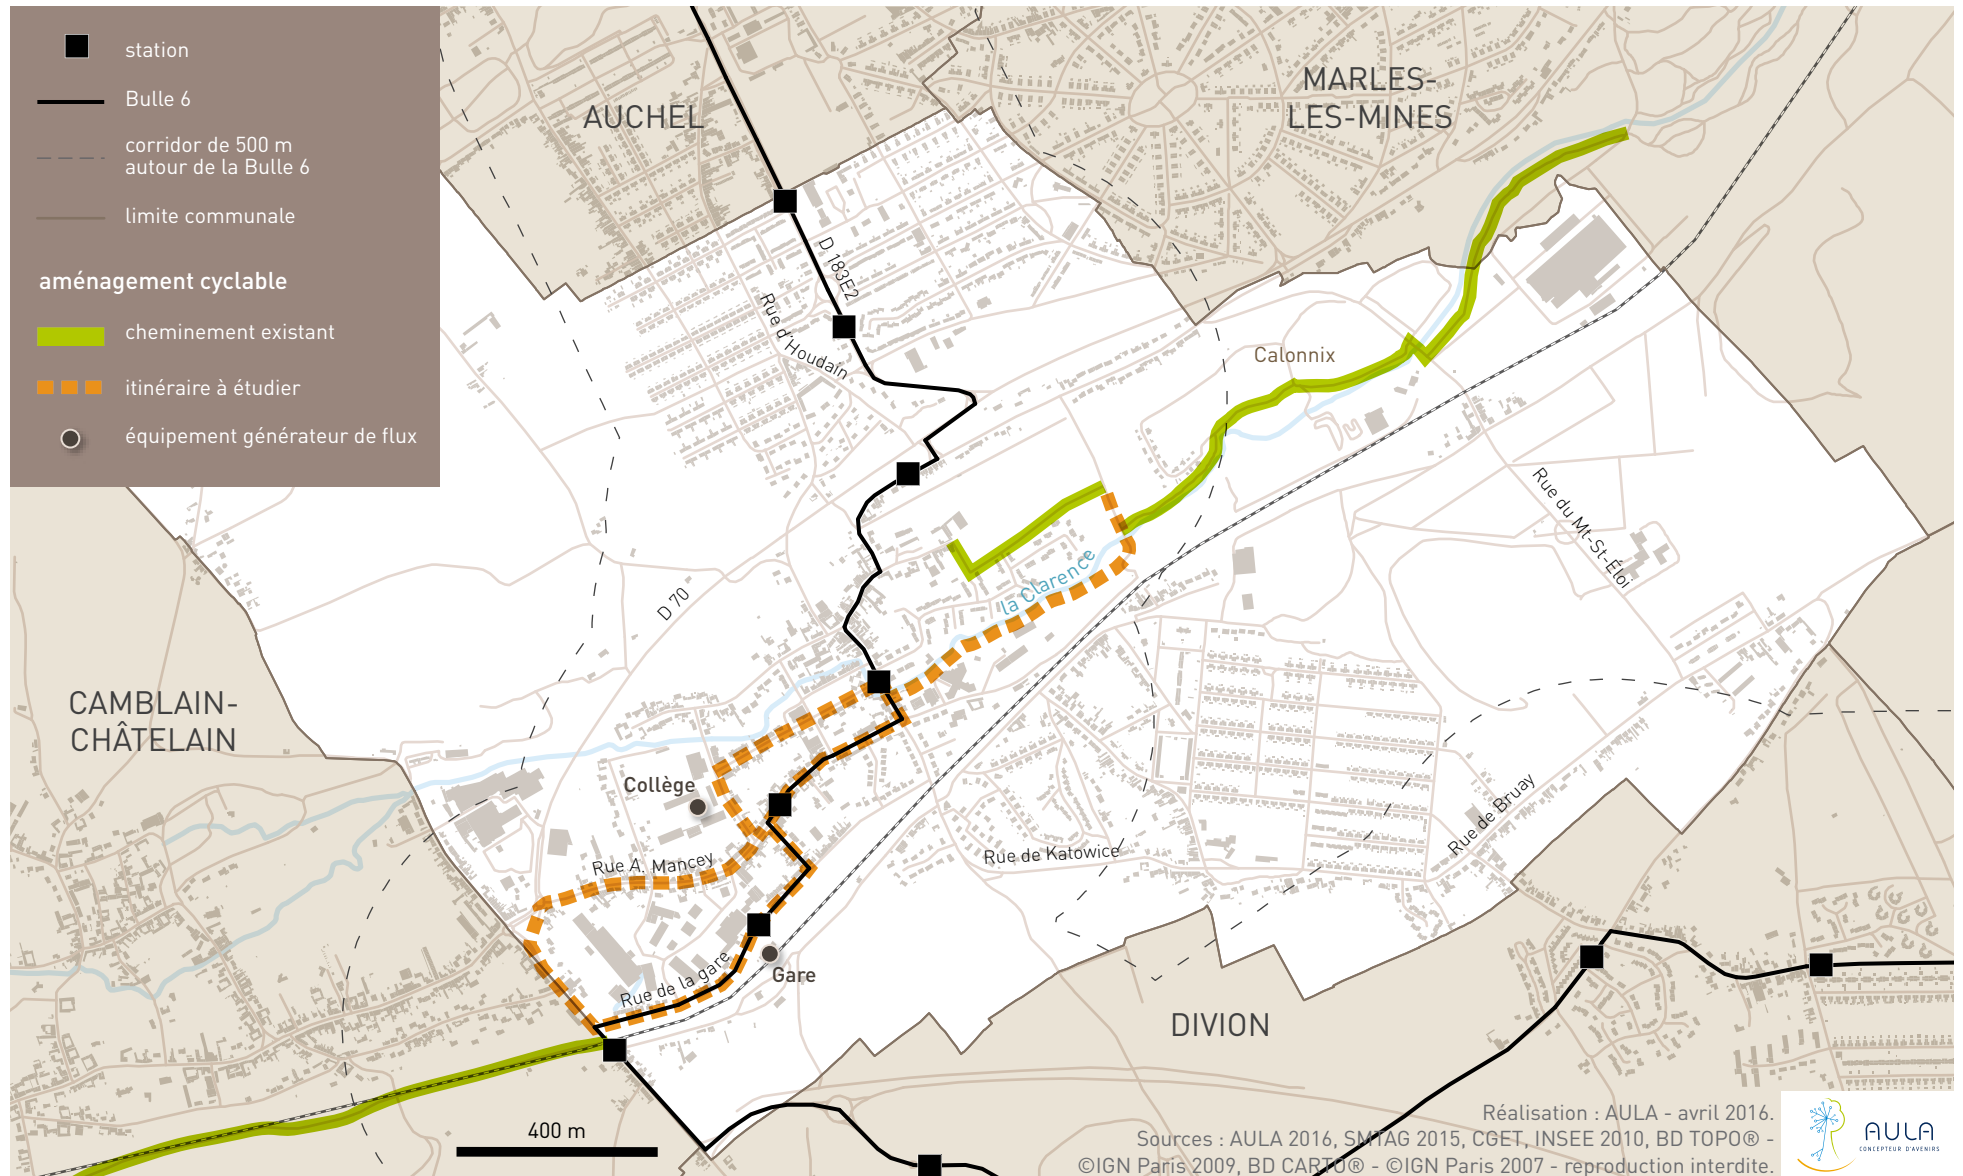 station
Bulle 6
corridor de 500 m
autour de la Bulle 6
limite communale
aménagement cyclable
cheminement existant
itinéraire à étudier
équipement générateur de flux
AUCHEL
MARLES-
LES-MINES
D 183E2
Rue d'Houdain
Calonnix
Rue du Mt-St-Éloi
la Clarence
D 70
CAMBLAIN-
CHÂTELAIN
Collège
Rue A. Mancey
Rue de Katowice
Rue de Bruay
Rue de la gare
Gare
DIVION
400 m
Réalisation : AULA - avril 2016.
Sources : AULA 2016, SMTAG 2015, CGET, INSEE 2010, BD TOPO® -
©IGN Paris 2009, BD CARTO® - ©IGN Paris 2007 - reproduction interdite.
AULA
CONCEPTEUR D'AVENIRS